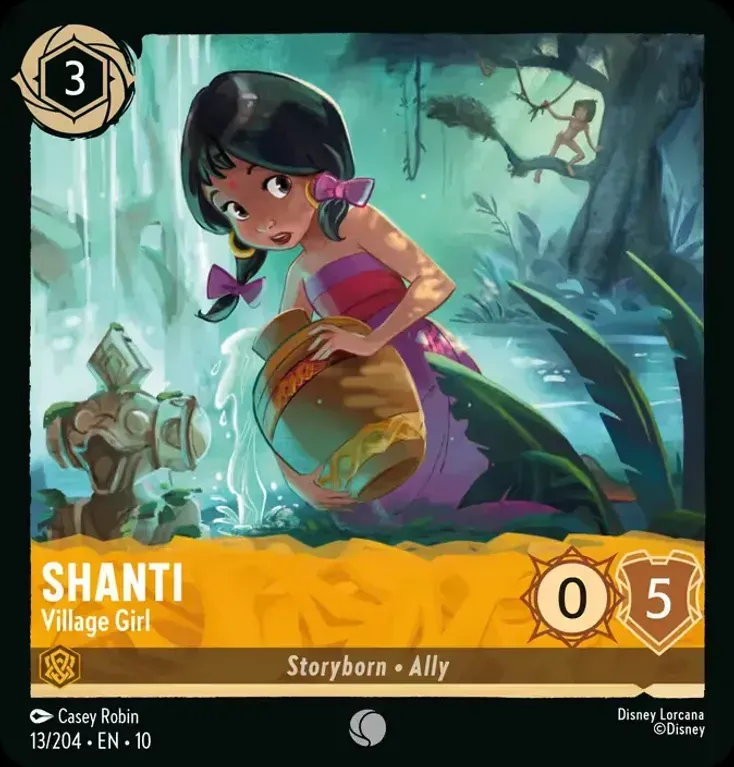 3
SHANTI
Village Girl
0
5
Storyborn • Ally
Casey Robin
13/204 • EN • 10
Disney Lorcana
©Disney